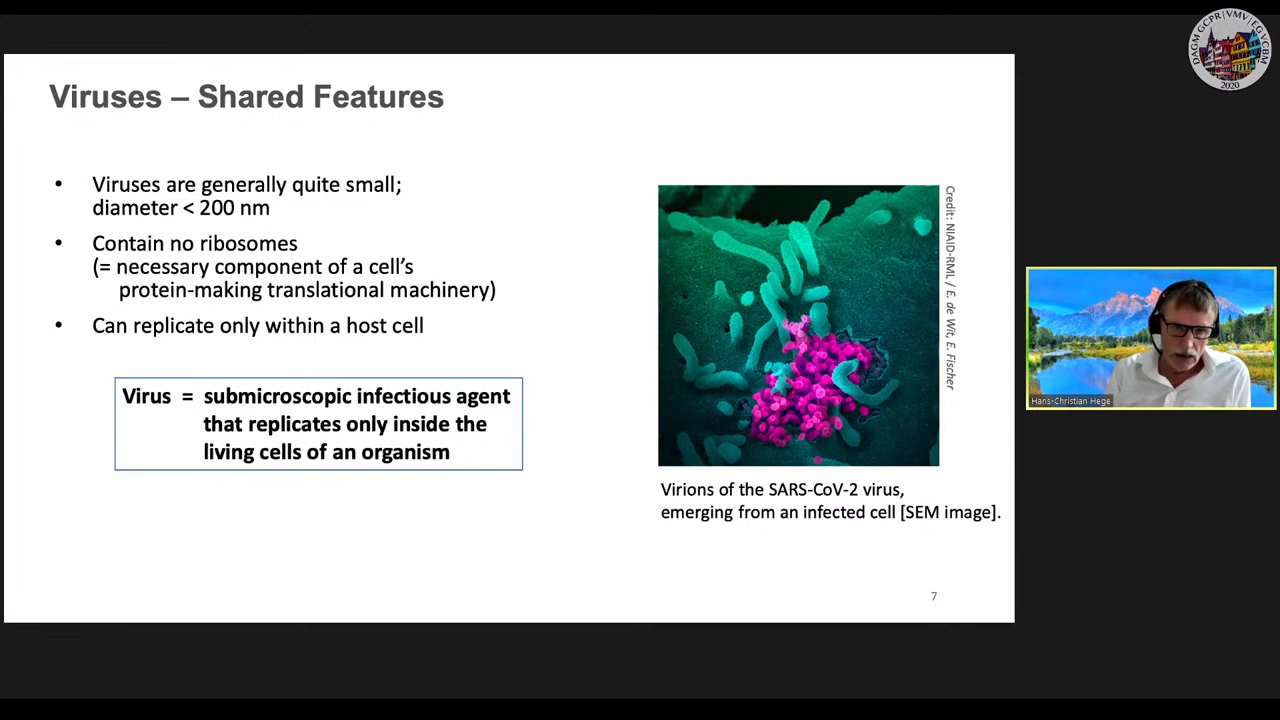 Viruses – Shared Features
• Viruses are generally quite small;
diameter < 200 nm
• Contain no ribosomes
(= necessary component of a cell’s
protein-making translational machinery)
• Can replicate only within a host cell
Virus = submicroscopic infectious agent
that replicates only inside the
living cells of an organism
Credit: NIAID-RML / E. de Wit, E. Fischer
Virions of the SARS-CoV-2 virus,
emerging from an infected cell [SEM image].
7
DAGM GCPR | VMV | EG VCBM
2020
Hans-Christian Hege